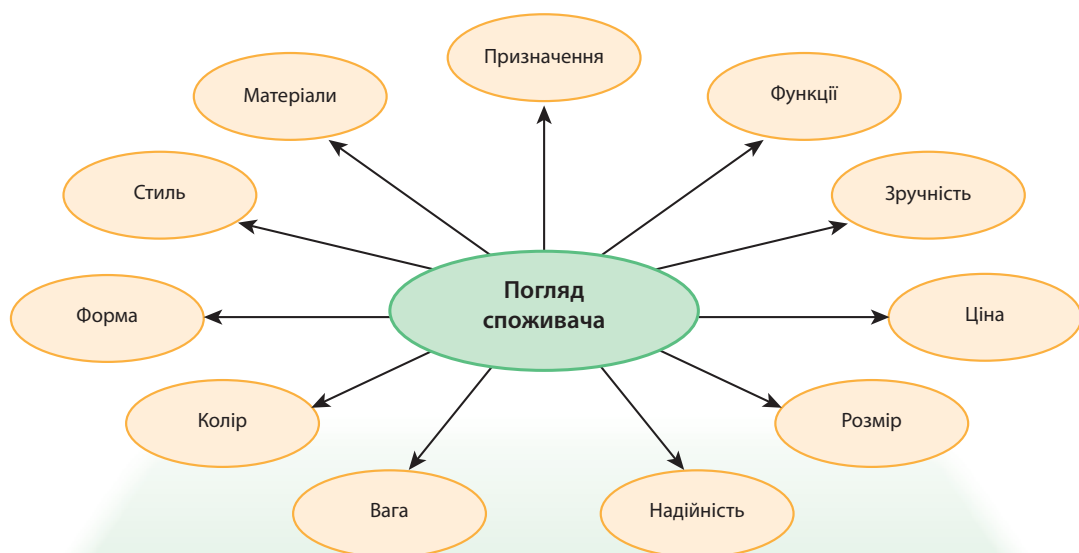 Призначення
Матеріали
Функції
Стиль
Зручність
Погляд
споживача
Форма
Ціна
Колір
Розмір
Вага
Надійність